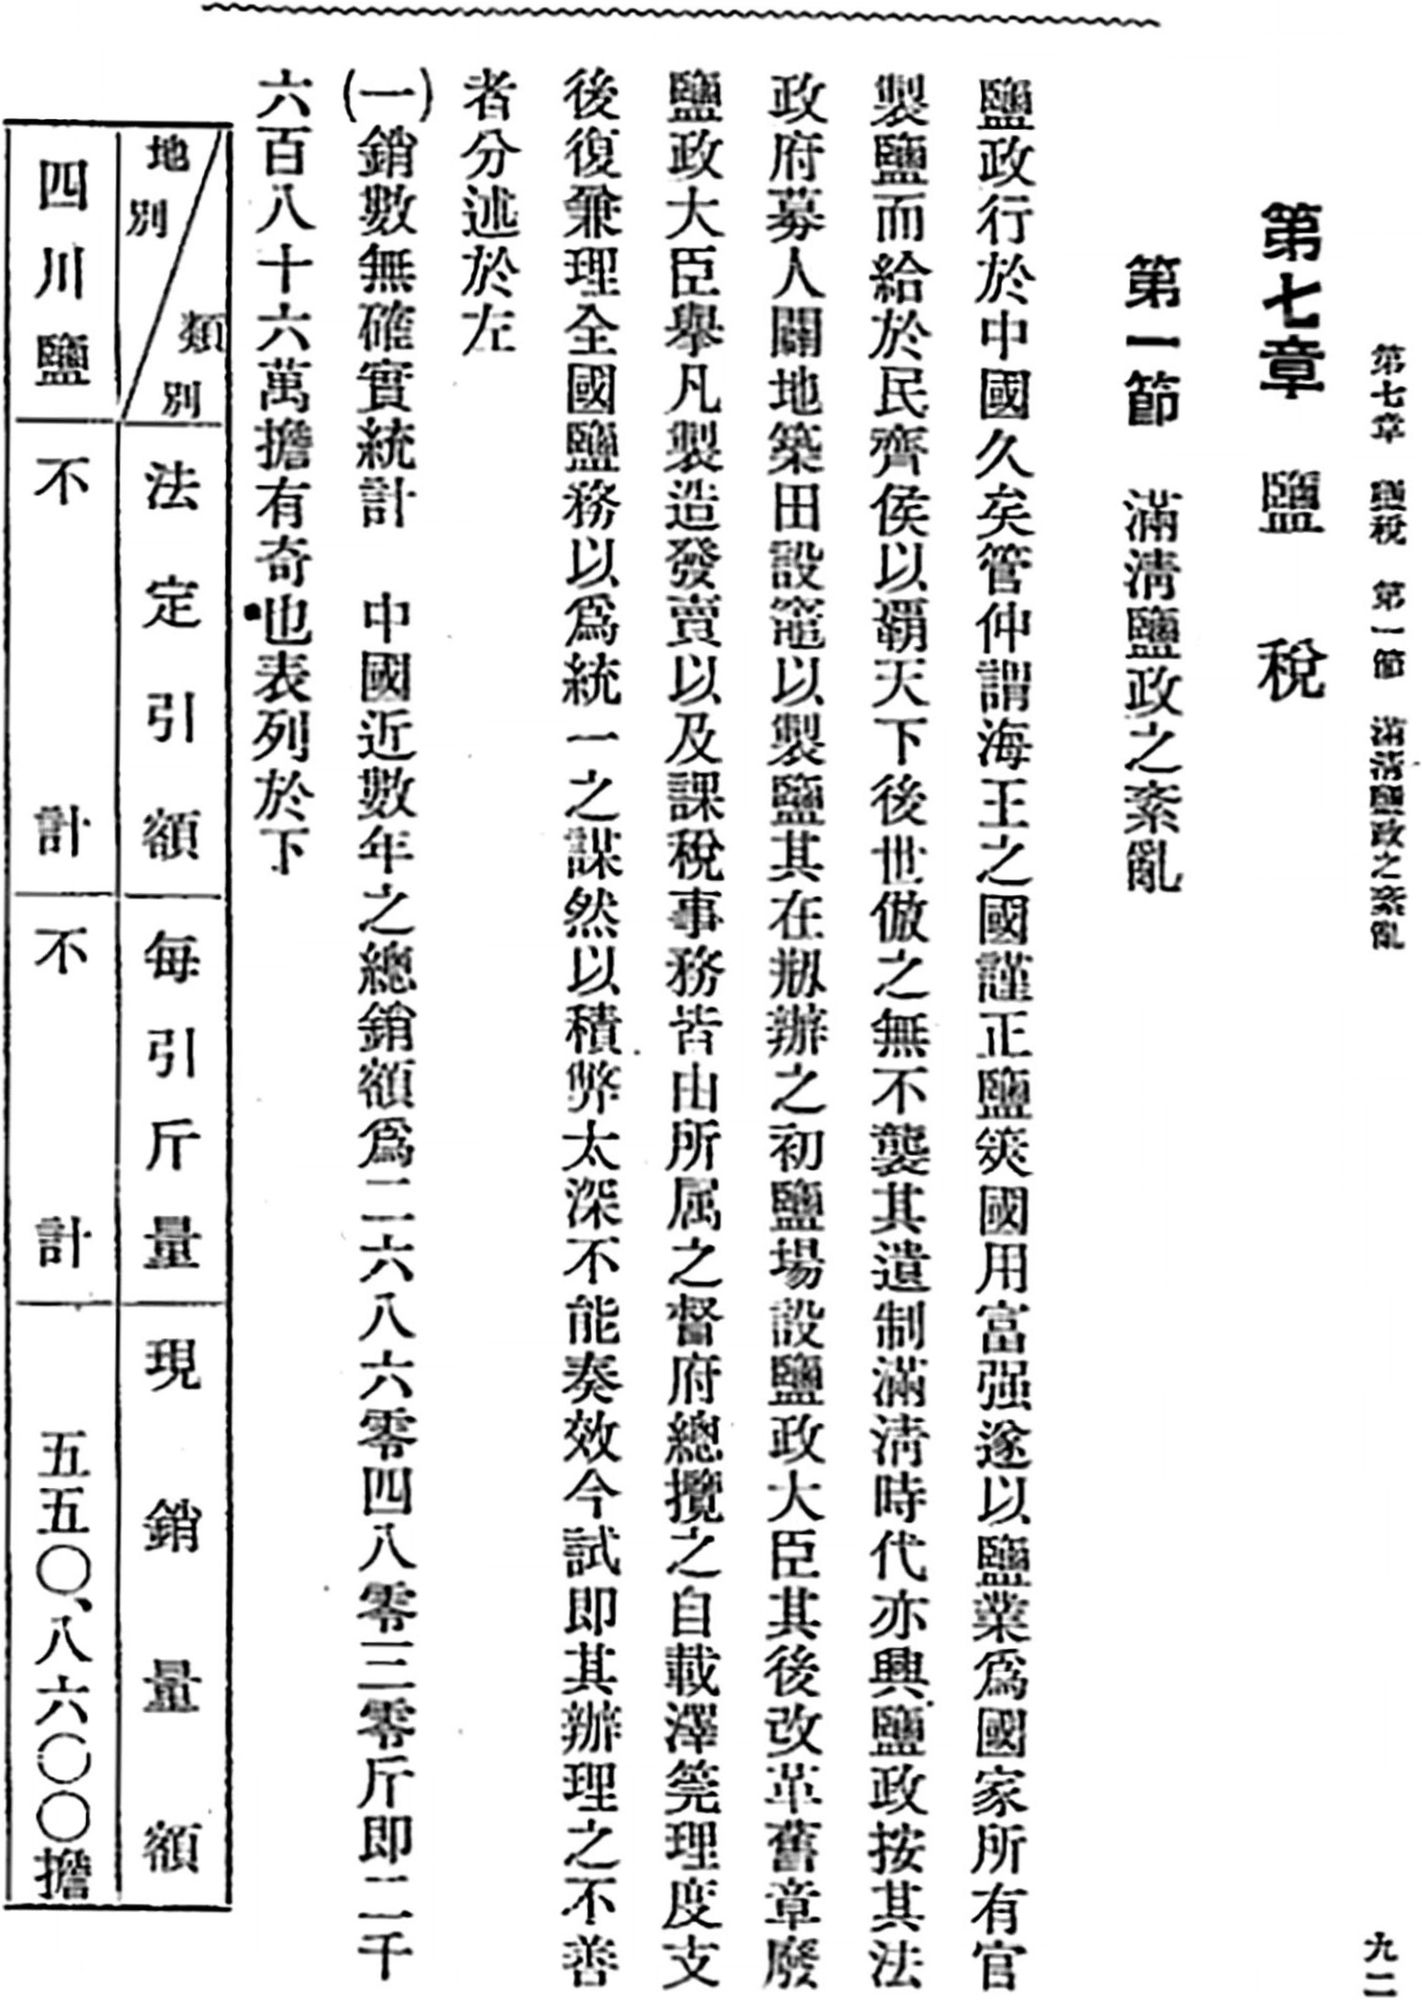 第七章　鹽稅　第一節　滿淸鹽政之紊亂
九二
第七章　鹽　稅
第一節　滿淸鹽政之紊亂
鹽政行於中國久矣管仲謂海王之國謹正鹽筴國用富强遂以鹽業爲國家所有官
製鹽而給於民齊侯以覇天下後世倣之無不襲其遺制滿淸時代亦興鹽政按其法
政府募人闢地築田設竈以製鹽其在剏辦之初鹽場設鹽政大臣其後改革舊章廢
鹽政大臣舉凡製造發賣以及課稅事務皆由所属之督府總攬之自載澤筦理度支
後復兼理全國鹽務以爲統一之謀然以積弊太深不能奏效今試卽其辦理之不善
者分述於左
(一)銷數無確實統計　中國近數年之總銷額爲二六八六零四八零三零斤卽二千
六百八十六萬擔有奇也表列於下
地別　類別　法定引額　每引斤量　現銷量額
四川鹽　不計　不計　五五〇、八六〇〇擔